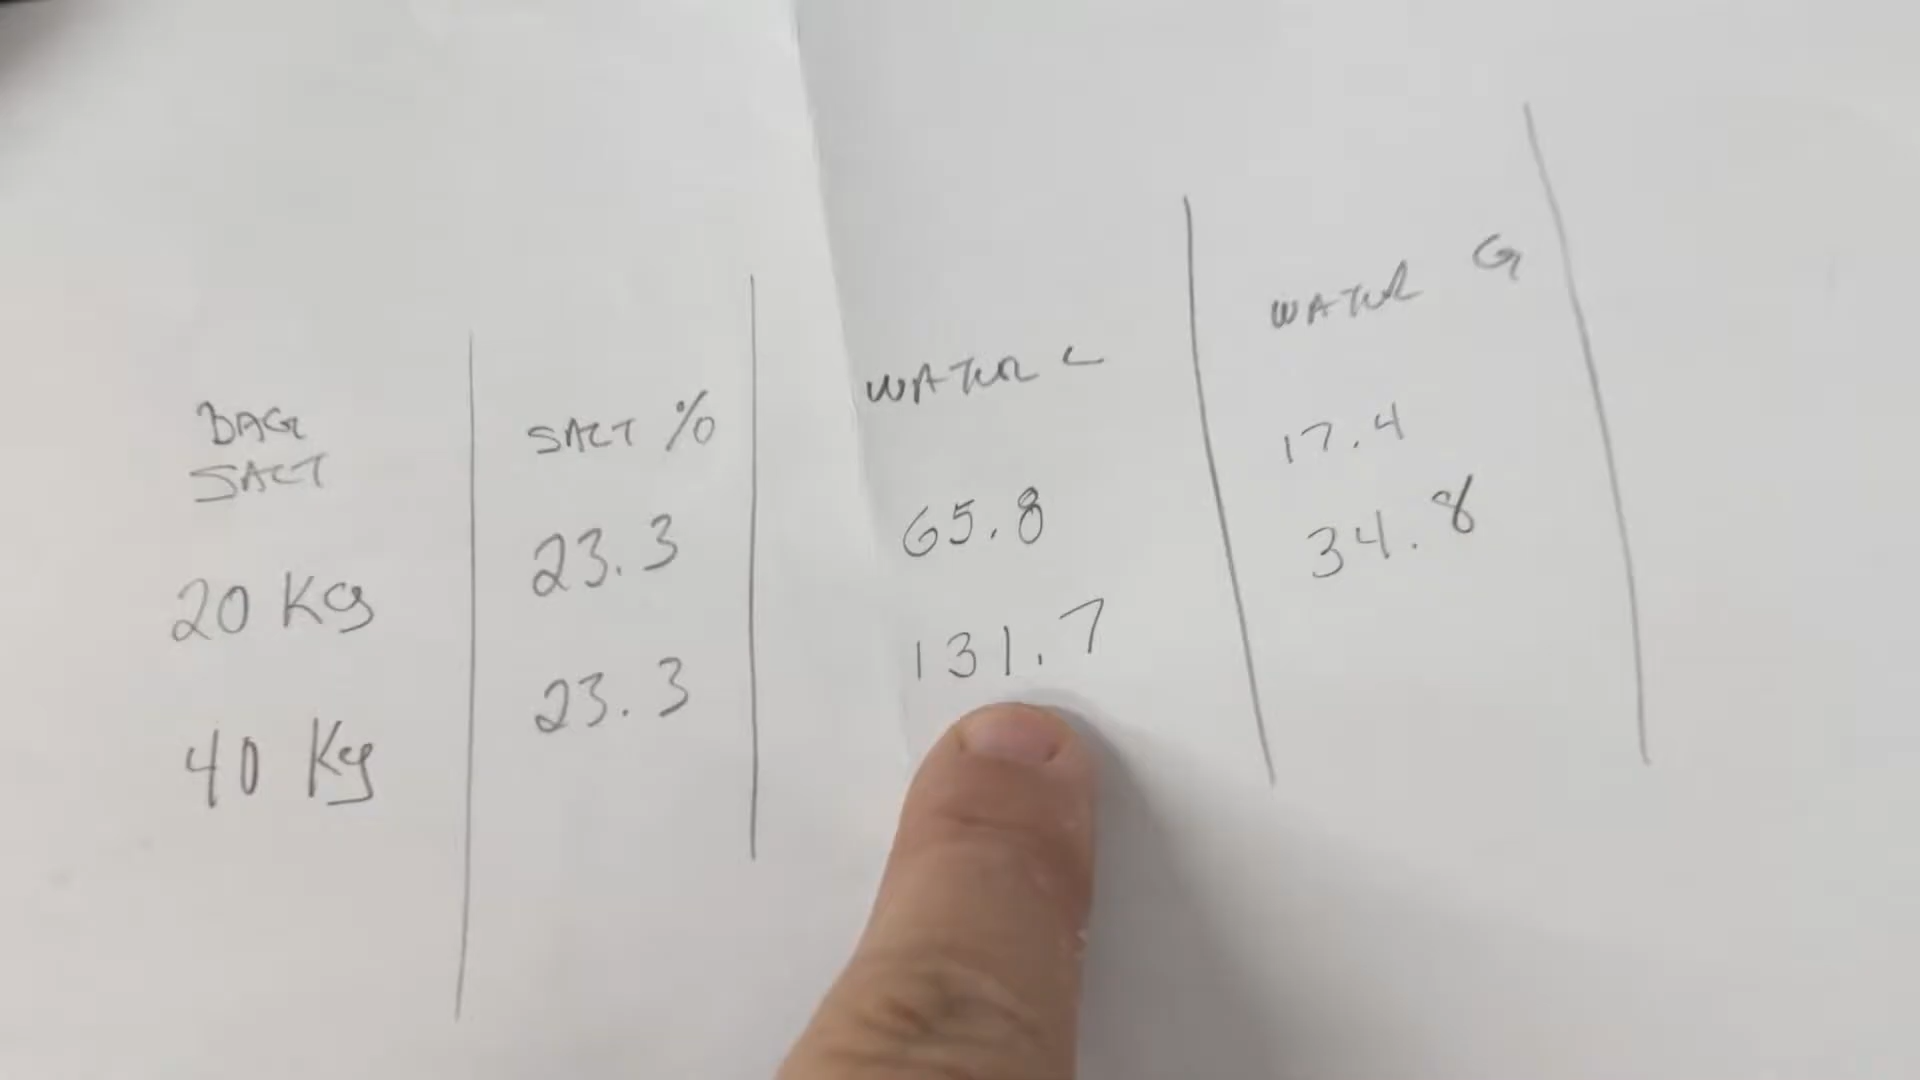 BAG
SALT
20 Kg
40 Kg
SALT %
23.3
23.3
WATER L
65.8
131.7
WATER G
17.4
34.8